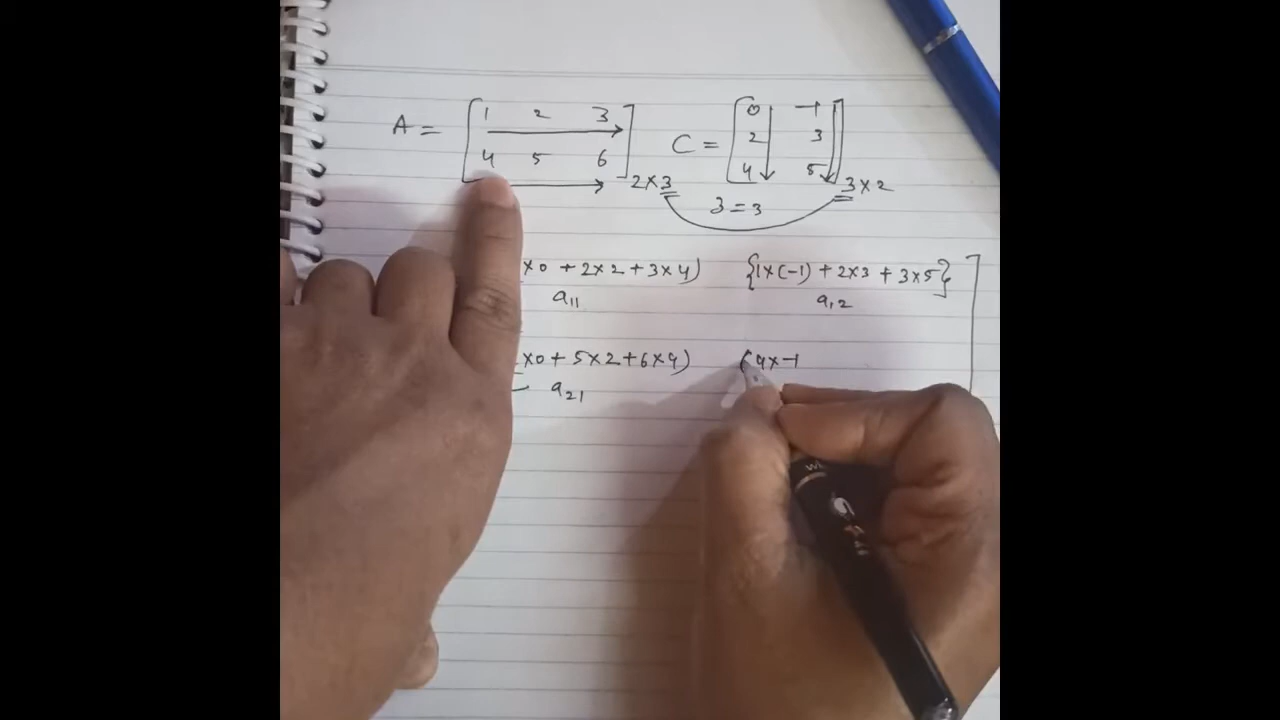 A = [ 1 2 3
4 5 6 ] 2×3
C = [ 0 -1
2 3
4 5 ] 3×2
3 = 3
×0 + 2×2 + 3×4) {1×(-1) + 2×3 + 3×5}
a11 a12
×0 + 5×2 + 6×4) (4×-1
a21